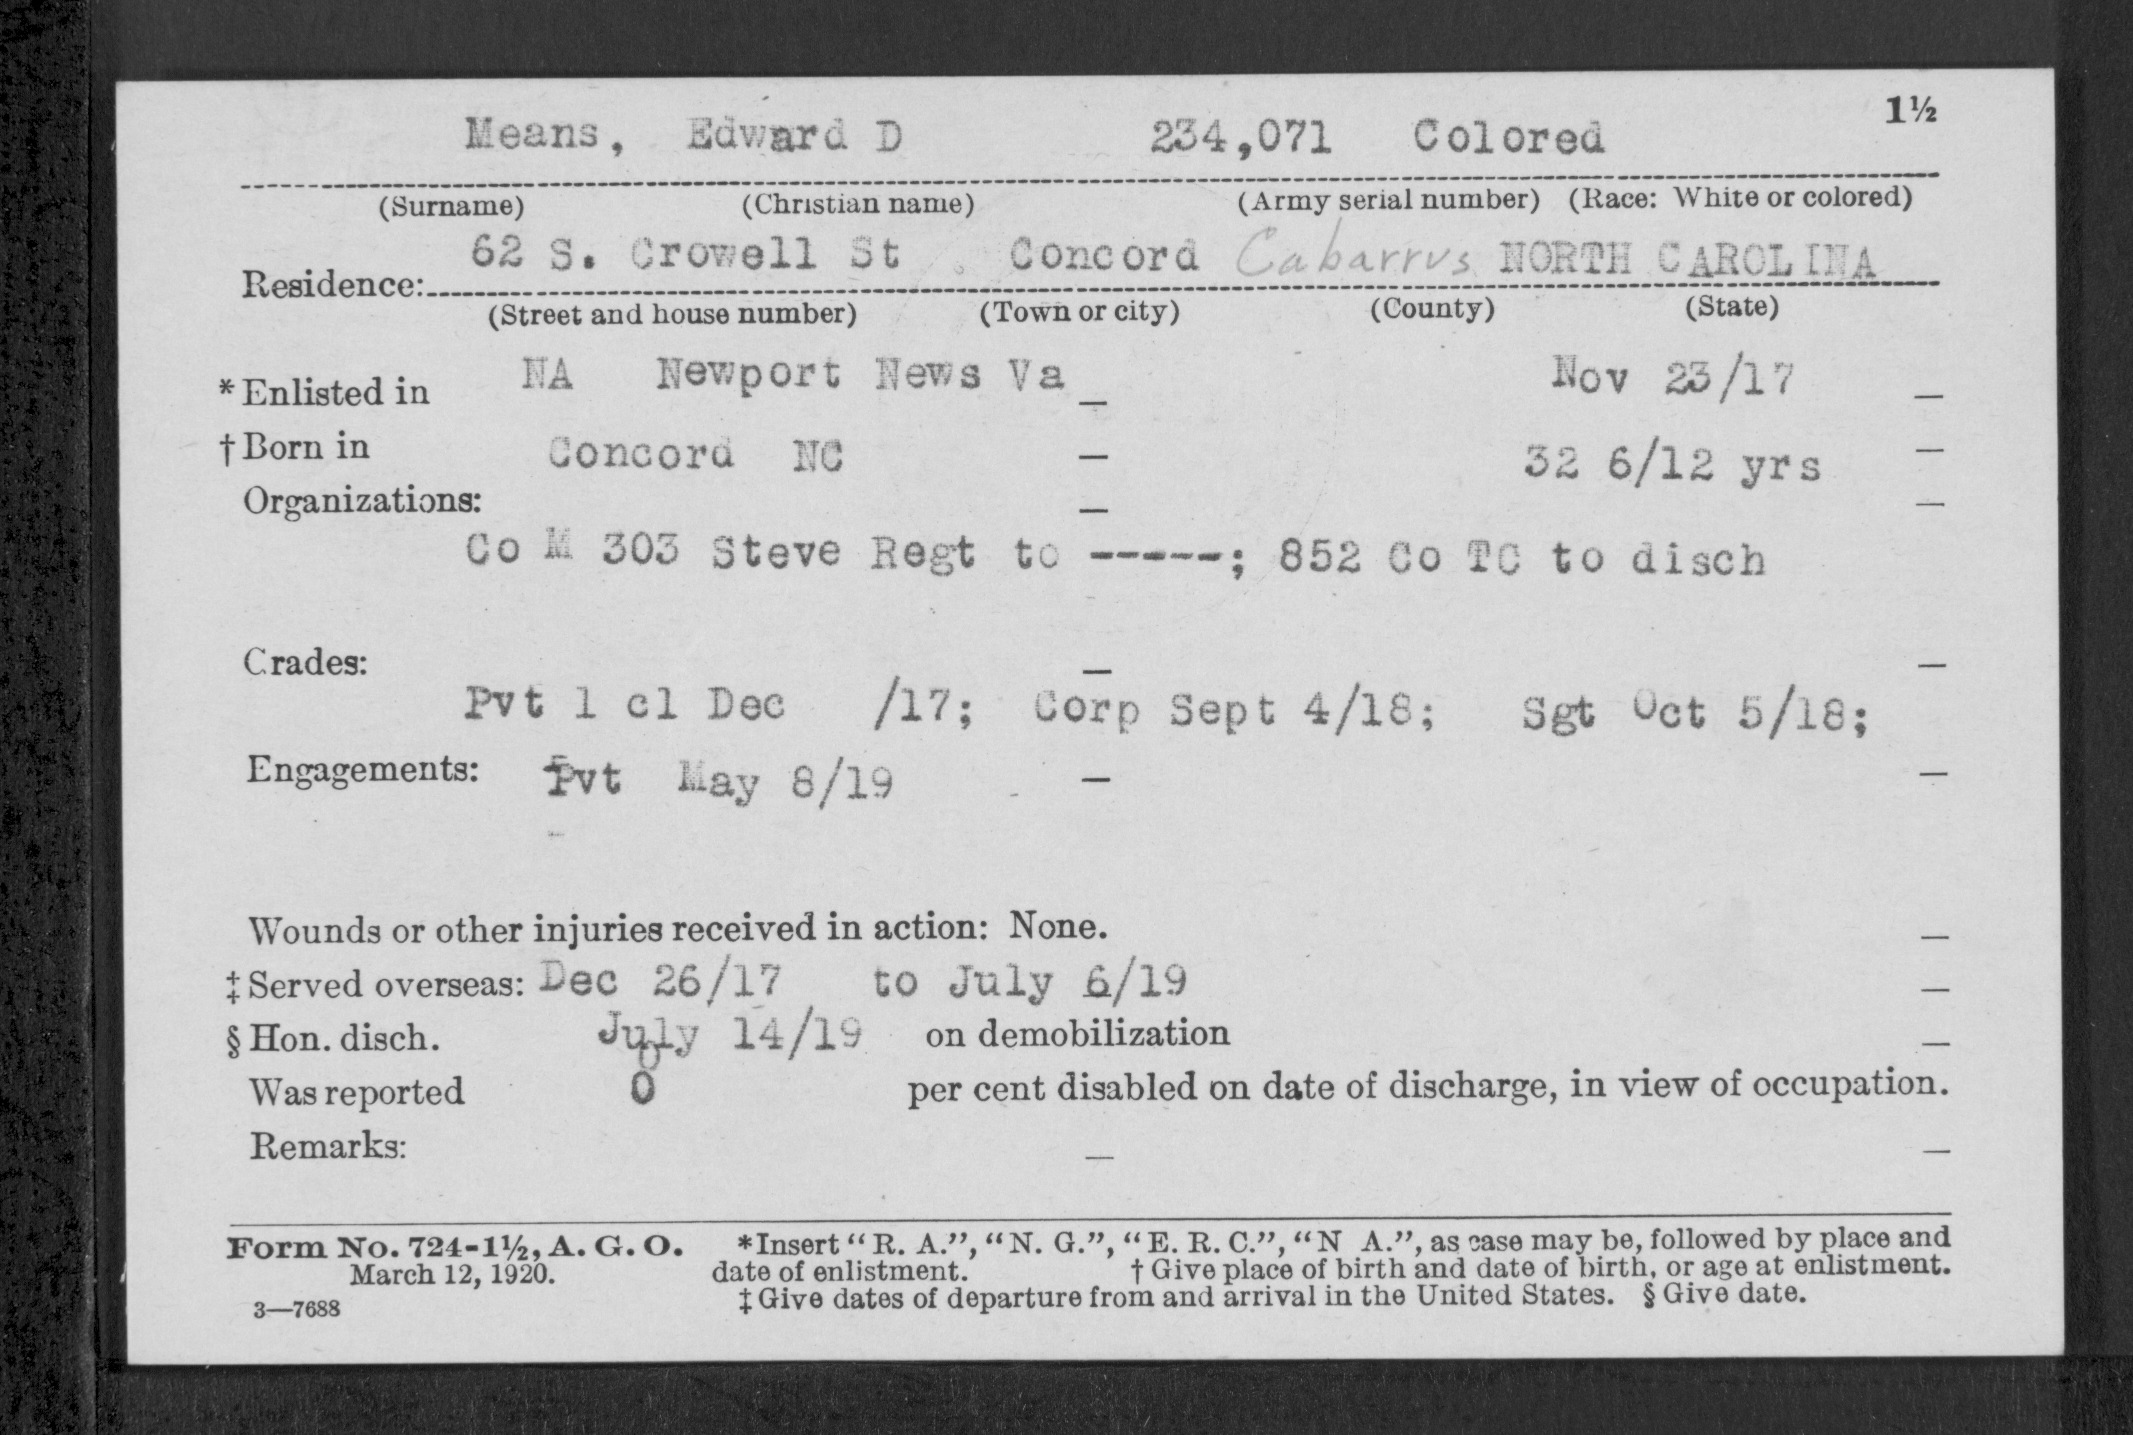 1½
Means, Edward D 234,071 Colored
(Surname) (Christian name) (Army serial number) (Race: White or colored)
62 S. Crowell St Concord Cabarrus NORTH CAROLINA
Residence:
(Street and house number) (Town or city) (County) (State)
*Enlisted in NA Newport News Va Nov 23/17
†Born in Concord NC 32 6/12 yrs
Organizations:
Co M 303 Steve Regt to -----; 852 Co TC to disch
Grades:
Pvt 1 cl Dec /17; Corp Sept 4/18; Sgt Oct 5/18;
Engagements: Pvt May 8/19
Wounds or other injuries received in action: None.
‡Served overseas: Dec 26/17 to July 6/19
§Hon. disch. July 14/19 on demobilization
Was reported 0 per cent disabled on date of discharge, in view of occupation.
Remarks:
Form No. 724-1½, A. G. O. *Insert “R. A.”, “N. G.”, “E. R. C.”, “N A.”, as case may be, followed by place and
March 12, 1920. date of enlistment. †Give place of birth and date of birth, or age at enlistment.
3—7688 ‡Give dates of departure from and arrival in the United States. §Give date.